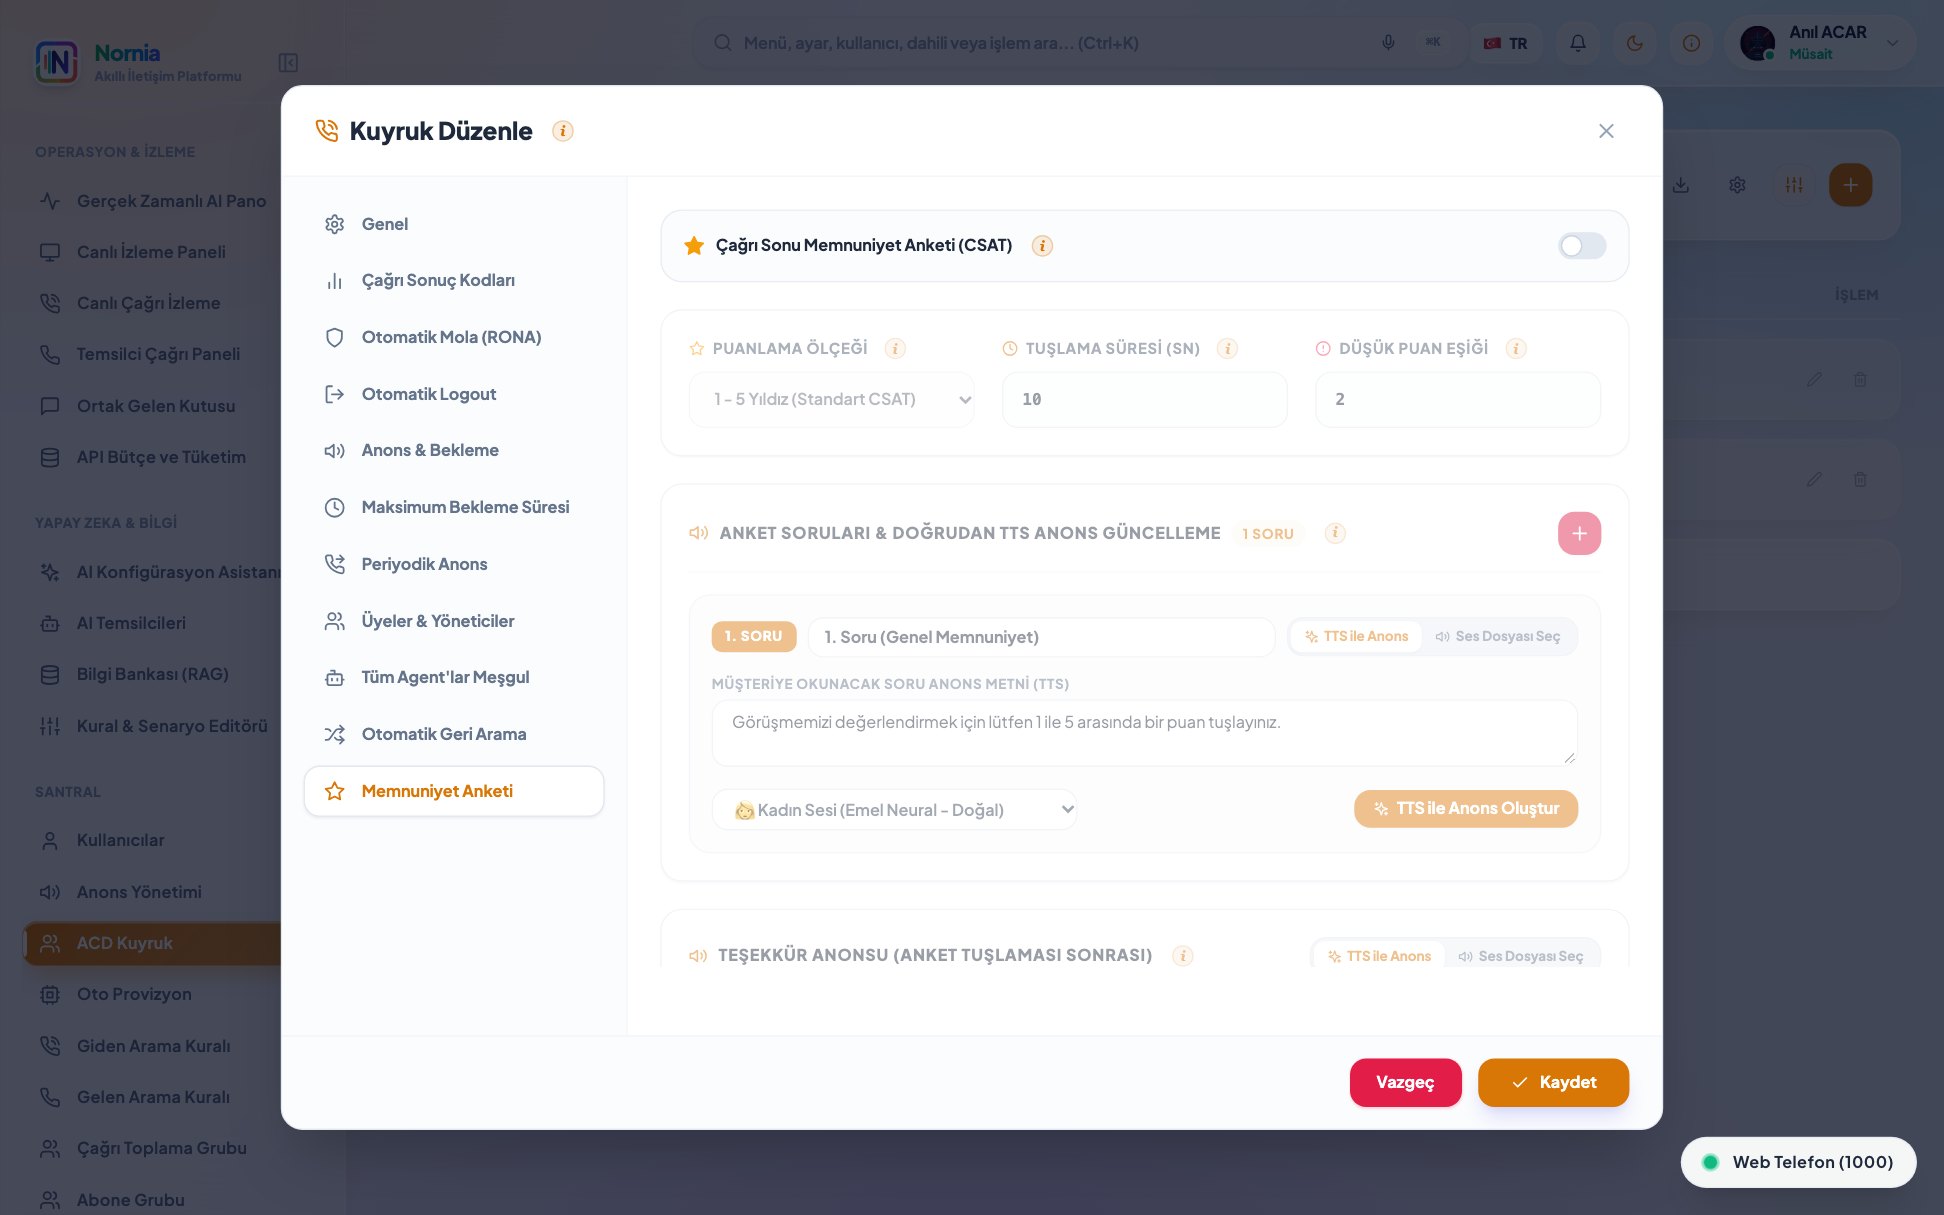 Nornia
Akıllı İletişim Platformu
Menü, ayar, kullanıcı, dahili veya işlem ara... (Ctrl+K)
⌘K
TR
Anıl ACAR
Müsait
OPERASYON & İZLEME
Gerçek Zamanlı AI Pano
Canlı İzleme Paneli
Canlı Çağrı İzleme
Temsilci Çağrı Paneli
Ortak Gelen Kutusu
API Bütçe ve Tüketim
YAPAY ZEKA & BİLGİ
AI Konfigürasyon Asistanı
AI Temsilcileri
Bilgi Bankası (RAG)
Kural & Senaryo Editörü
SANTRAL
Kullanıcılar
Anons Yönetimi
ACD Kuyruk
Oto Provizyon
Giden Arama Kuralı
Gelen Arama Kuralı
Çağrı Toplama Grubu
Abone Grubu
İŞLEM
Kuyruk Düzenle
Genel
Çağrı Sonuç Kodları
Otomatik Mola (RONA)
Otomatik Logout
Anons & Bekleme
Maksimum Bekleme Süresi
Periyodik Anons
Üyeler & Yöneticiler
Tüm Agent'lar Meşgul
Otomatik Geri Arama
Memnuniyet Anketi
Çağrı Sonu Memnuniyet Anketi (CSAT)
PUANLAMA ÖLÇEĞİ
TUŞLAMA SÜRESİ (SN)
DÜŞÜK PUAN EŞİĞİ
1 - 5 Yıldız (Standart CSAT)
10
2
ANKET SORULARI & DOĞRUDAN TTS ANONS GÜNCELLEME
1 SORU
1. SORU
1. Soru (Genel Memnuniyet)
TTS ile Anons
Ses Dosyası Seç
MÜŞTERİYE OKUNACAK SORU ANONS METNİ (TTS)
Görüşmemizi değerlendirmek için lütfen 1 ile 5 arasında bir puan tuşlayınız.
Kadın Sesi (Emel Neural - Doğal)
TTS ile Anons Oluştur
TEŞEKKÜR ANONSU (ANKET TUŞLAMASI SONRASI)
TTS ile Anons
Ses Dosyası Seç
Vazgeç
Kaydet
Web Telefon (1000)